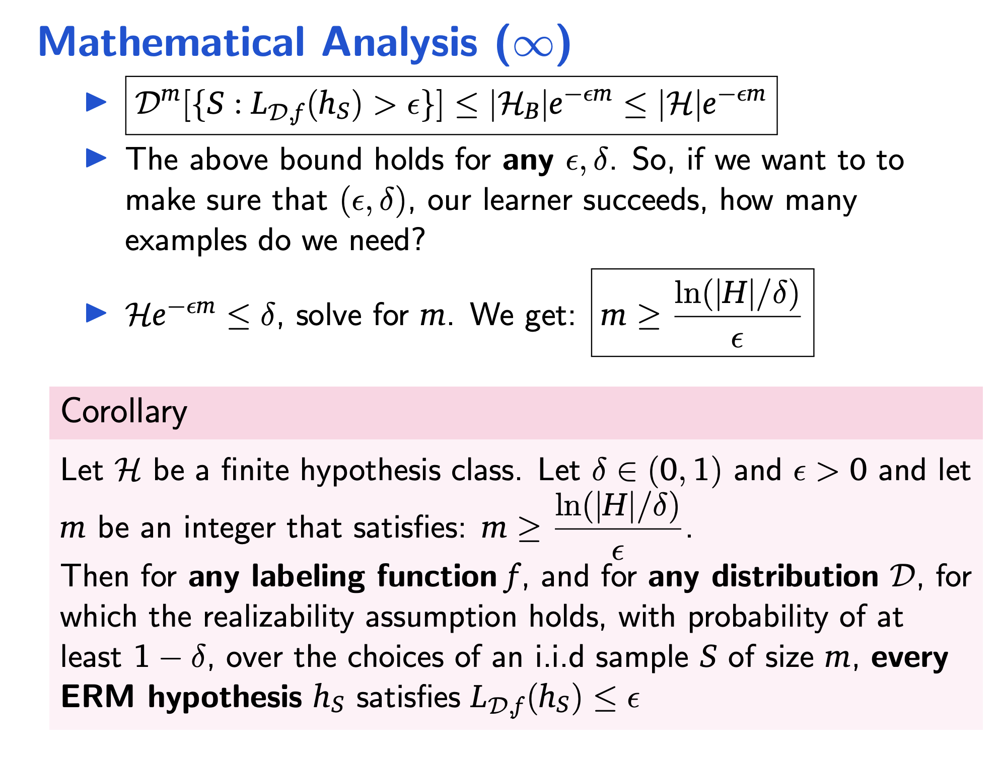 Mathematical Analysis (∞)
▶ $\mathcal{D}^m[\{S : L_{\mathcal{D},f}(h_S) > \epsilon\}] \leq |\mathcal{H}_B|e^{-\epsilon m} \leq |\mathcal{H}|e^{-\epsilon m}$
▶ The above bound holds for any $\epsilon, \delta$. So, if we want to to
make sure that $(\epsilon, \delta)$, our learner succeeds, how many
examples do we need?
▶ $\mathcal{H}e^{-\epsilon m} \leq \delta$, solve for $m$. We get: $m \geq \frac{\ln(|H|/\delta)}{\epsilon}$
Corollary
Let $\mathcal{H}$ be a finite hypothesis class. Let $\delta \in (0, 1)$ and $\epsilon > 0$ and let
$m$ be an integer that satisfies: $m \geq \frac{\ln(|H|/\delta)}{\epsilon}$.
Then for any labeling function $f$, and for any distribution $\mathcal{D}$, for
which the realizability assumption holds, with probability of at
least $1 - \delta$, over the choices of an i.i.d sample $S$ of size $m$, every
ERM hypothesis $h_S$ satisfies $L_{\mathcal{D},f}(h_S) \leq \epsilon$